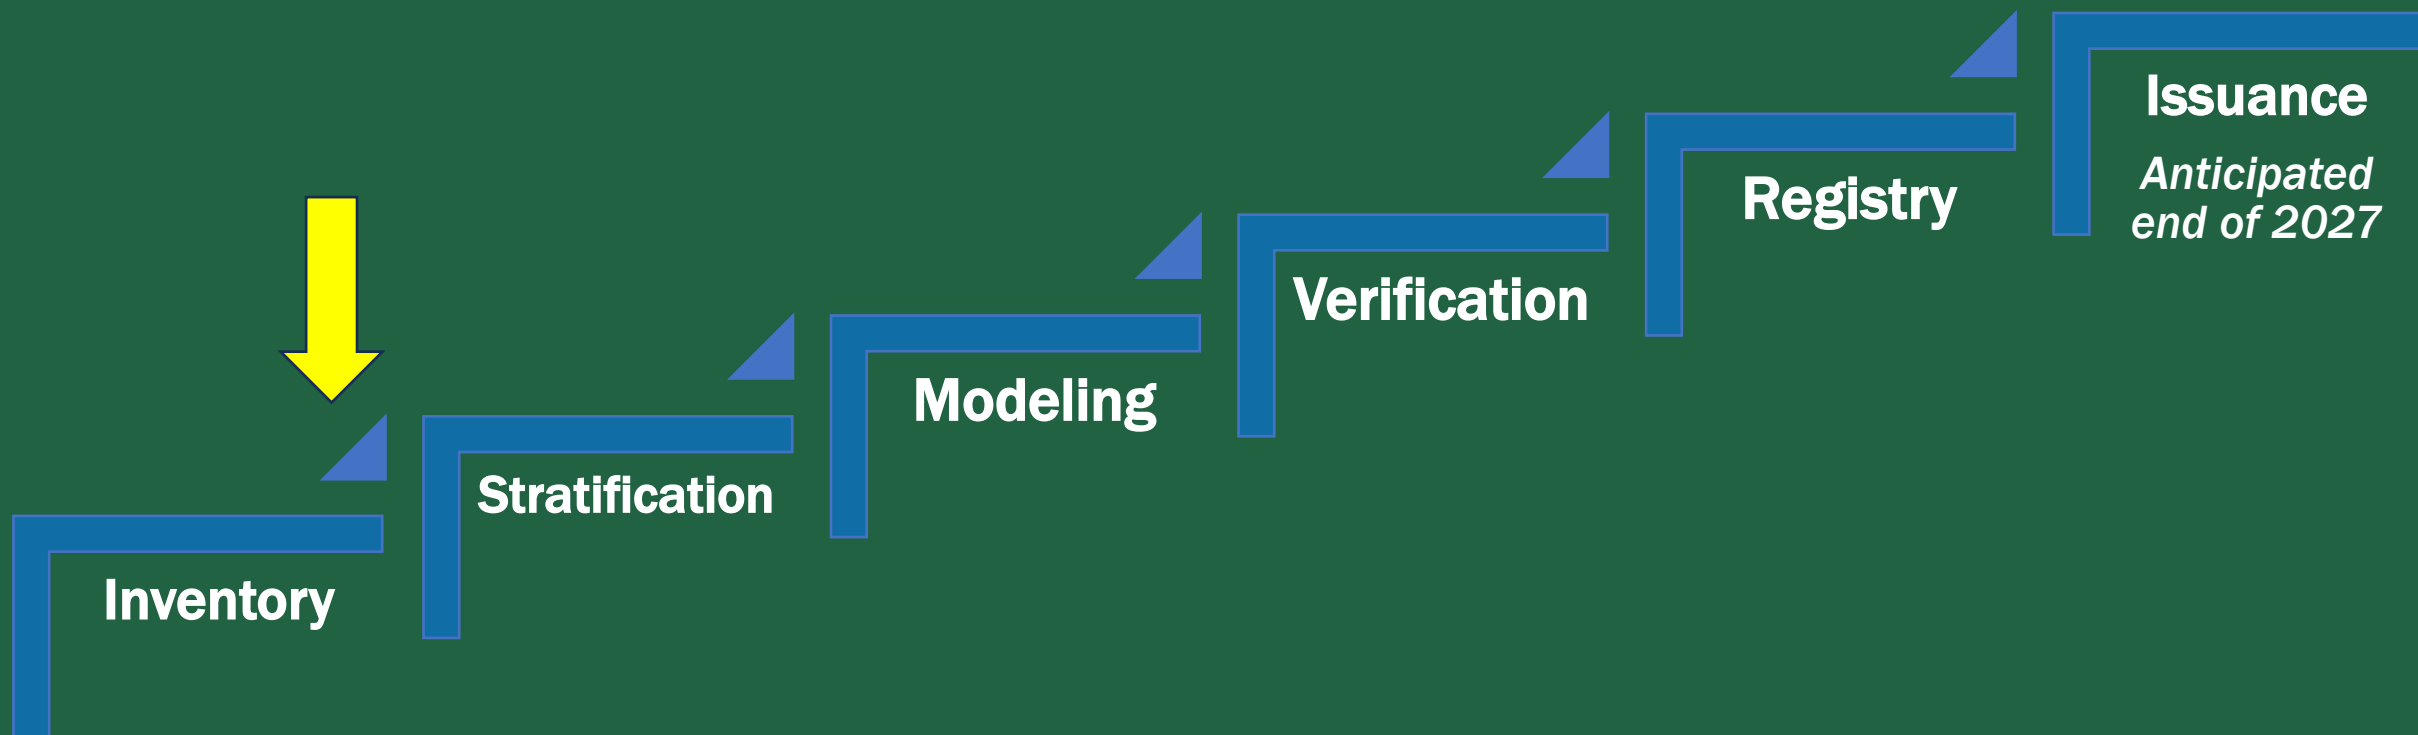 Inventory
Stratification
Modeling
Verification
Registry
Issuance
Anticipated
end of 2027